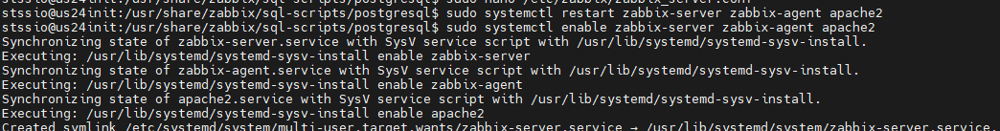 stssio@us24init:/usr/share/zabbix/sql-scripts/postgresql$ sudo nano /etc/zabbix/zabbix_server.conf
stssio@us24init:/usr/share/zabbix/sql-scripts/postgresql$ sudo systemctl restart zabbix-server zabbix-agent apache2
stssio@us24init:/usr/share/zabbix/sql-scripts/postgresql$ sudo systemctl enable zabbix-server zabbix-agent apache2
Synchronizing state of zabbix-server.service with SysV service script with /usr/lib/systemd/systemd-sysv-install.
Executing: /usr/lib/systemd/systemd-sysv-install enable zabbix-server
Synchronizing state of zabbix-agent.service with SysV service script with /usr/lib/systemd/systemd-sysv-install.
Executing: /usr/lib/systemd/systemd-sysv-install enable zabbix-agent
Synchronizing state of apache2.service with SysV service script with /usr/lib/systemd/systemd-sysv-install.
Executing: /usr/lib/systemd/systemd-sysv-install enable apache2
Created symlink /etc/systemd/system/multi-user.target.wants/zabbix-server.service → /usr/lib/systemd/system/zabbix-server.service.